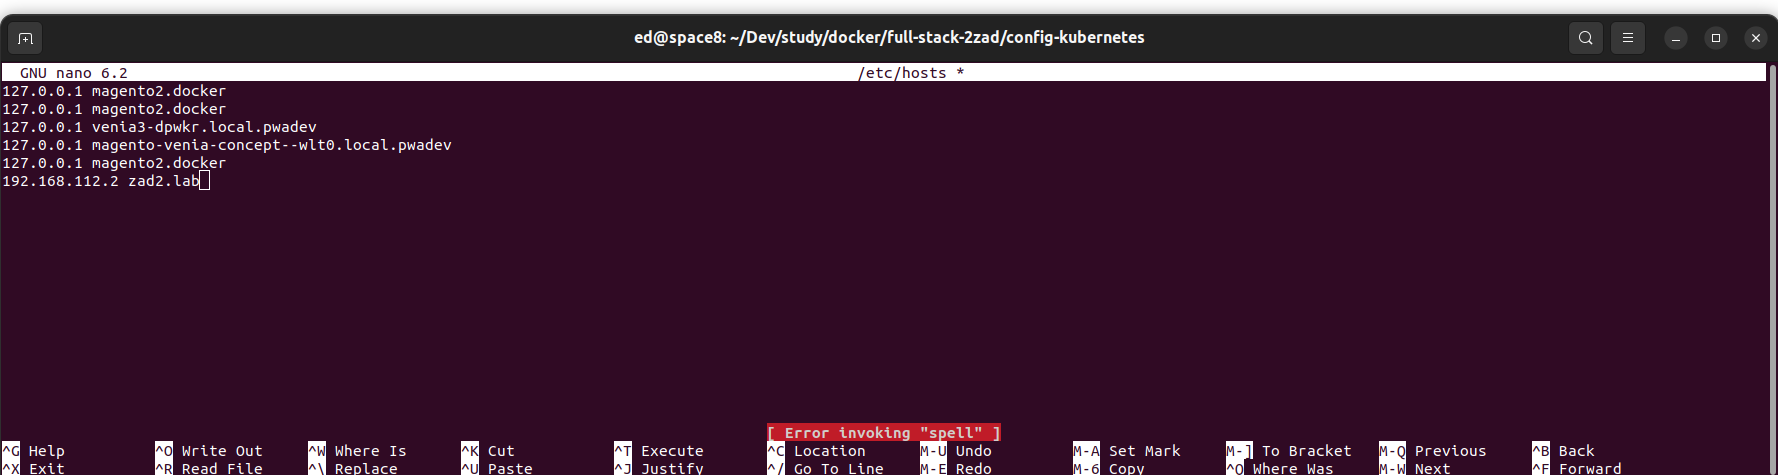 ed@space8: ~/Dev/study/docker/full-stack-2zad/config-kubernetes
GNU nano 6.2 /etc/hosts *
127.0.0.1 magento2.docker
127.0.0.1 magento2.docker
127.0.0.1 venia3-dpwkr.local.pwadev
127.0.0.1 magento-venia-concept--wlt0.local.pwadev
127.0.0.1 magento2.docker
192.168.112.2 zad2.lab
[ Error invoking "spell" ]
^G Help ^O Write Out ^W Where Is ^K Cut ^T Execute ^C Location M-U Undo M-A Set Mark M-] To Bracket M-Q Previous ^B Back
^X Exit ^R Read File ^\ Replace ^U Paste ^J Justify ^/ Go To Line M-E Redo M-6 Copy ^Q Where Was M-W Next ^F Forward